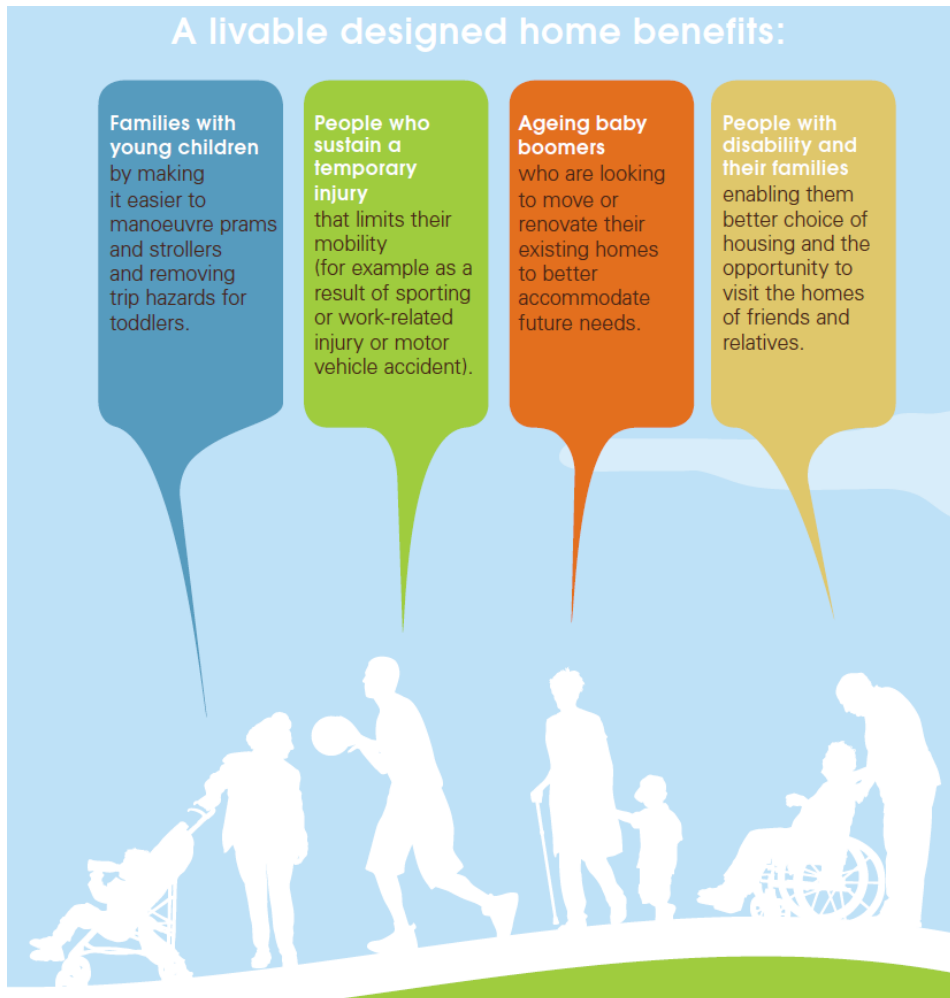 A livable designed home benefits:
Families with
young children
by making
it easier to
manoeuvre prams
and strollers
and removing
trip hazards for
toddlers.
People who
sustain a
temporary
injury
that limits their
mobility
(for example as a
result of sporting
or work-related
injury or motor
vehicle accident).
Ageing baby
boomers
who are looking
to move or
renovate their
existing homes
to better
accommodate
future needs.
People with
disability and
their families
enabling them
better choice of
housing and the
opportunity to
visit the homes
of friends and
relatives.